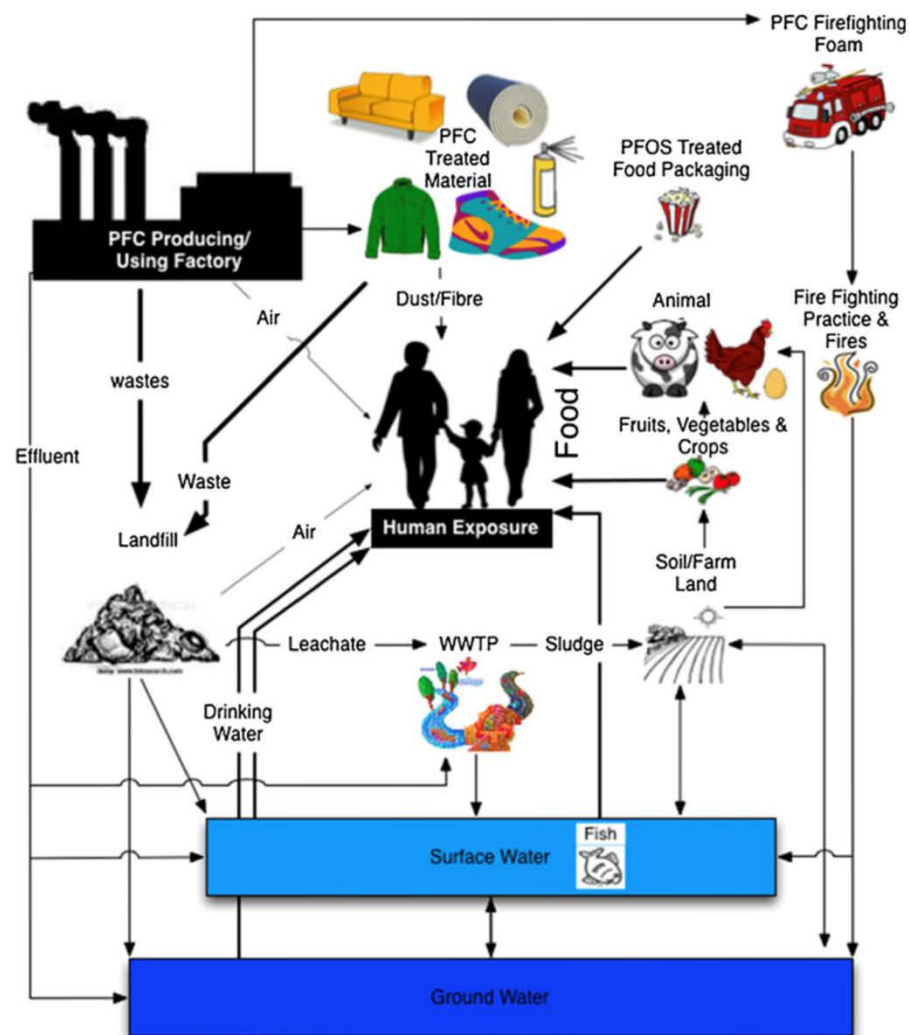 PFC Firefighting
Foam
PFC
Treated
Material
PFOS Treated
Food Packaging
PFC Producing/
Using Factory
Air
Dust/Fibre
Animal
Fire Fighting
Practice &
Fires
wastes
Food
Fruits, Vegetables &
Crops
Effluent
Waste
Landfill
Air
Human Exposure
Soil/Farm
Land
Leachate
WWTP
Sludge
Drinking
Water
Fish
Surface Water
Ground Water